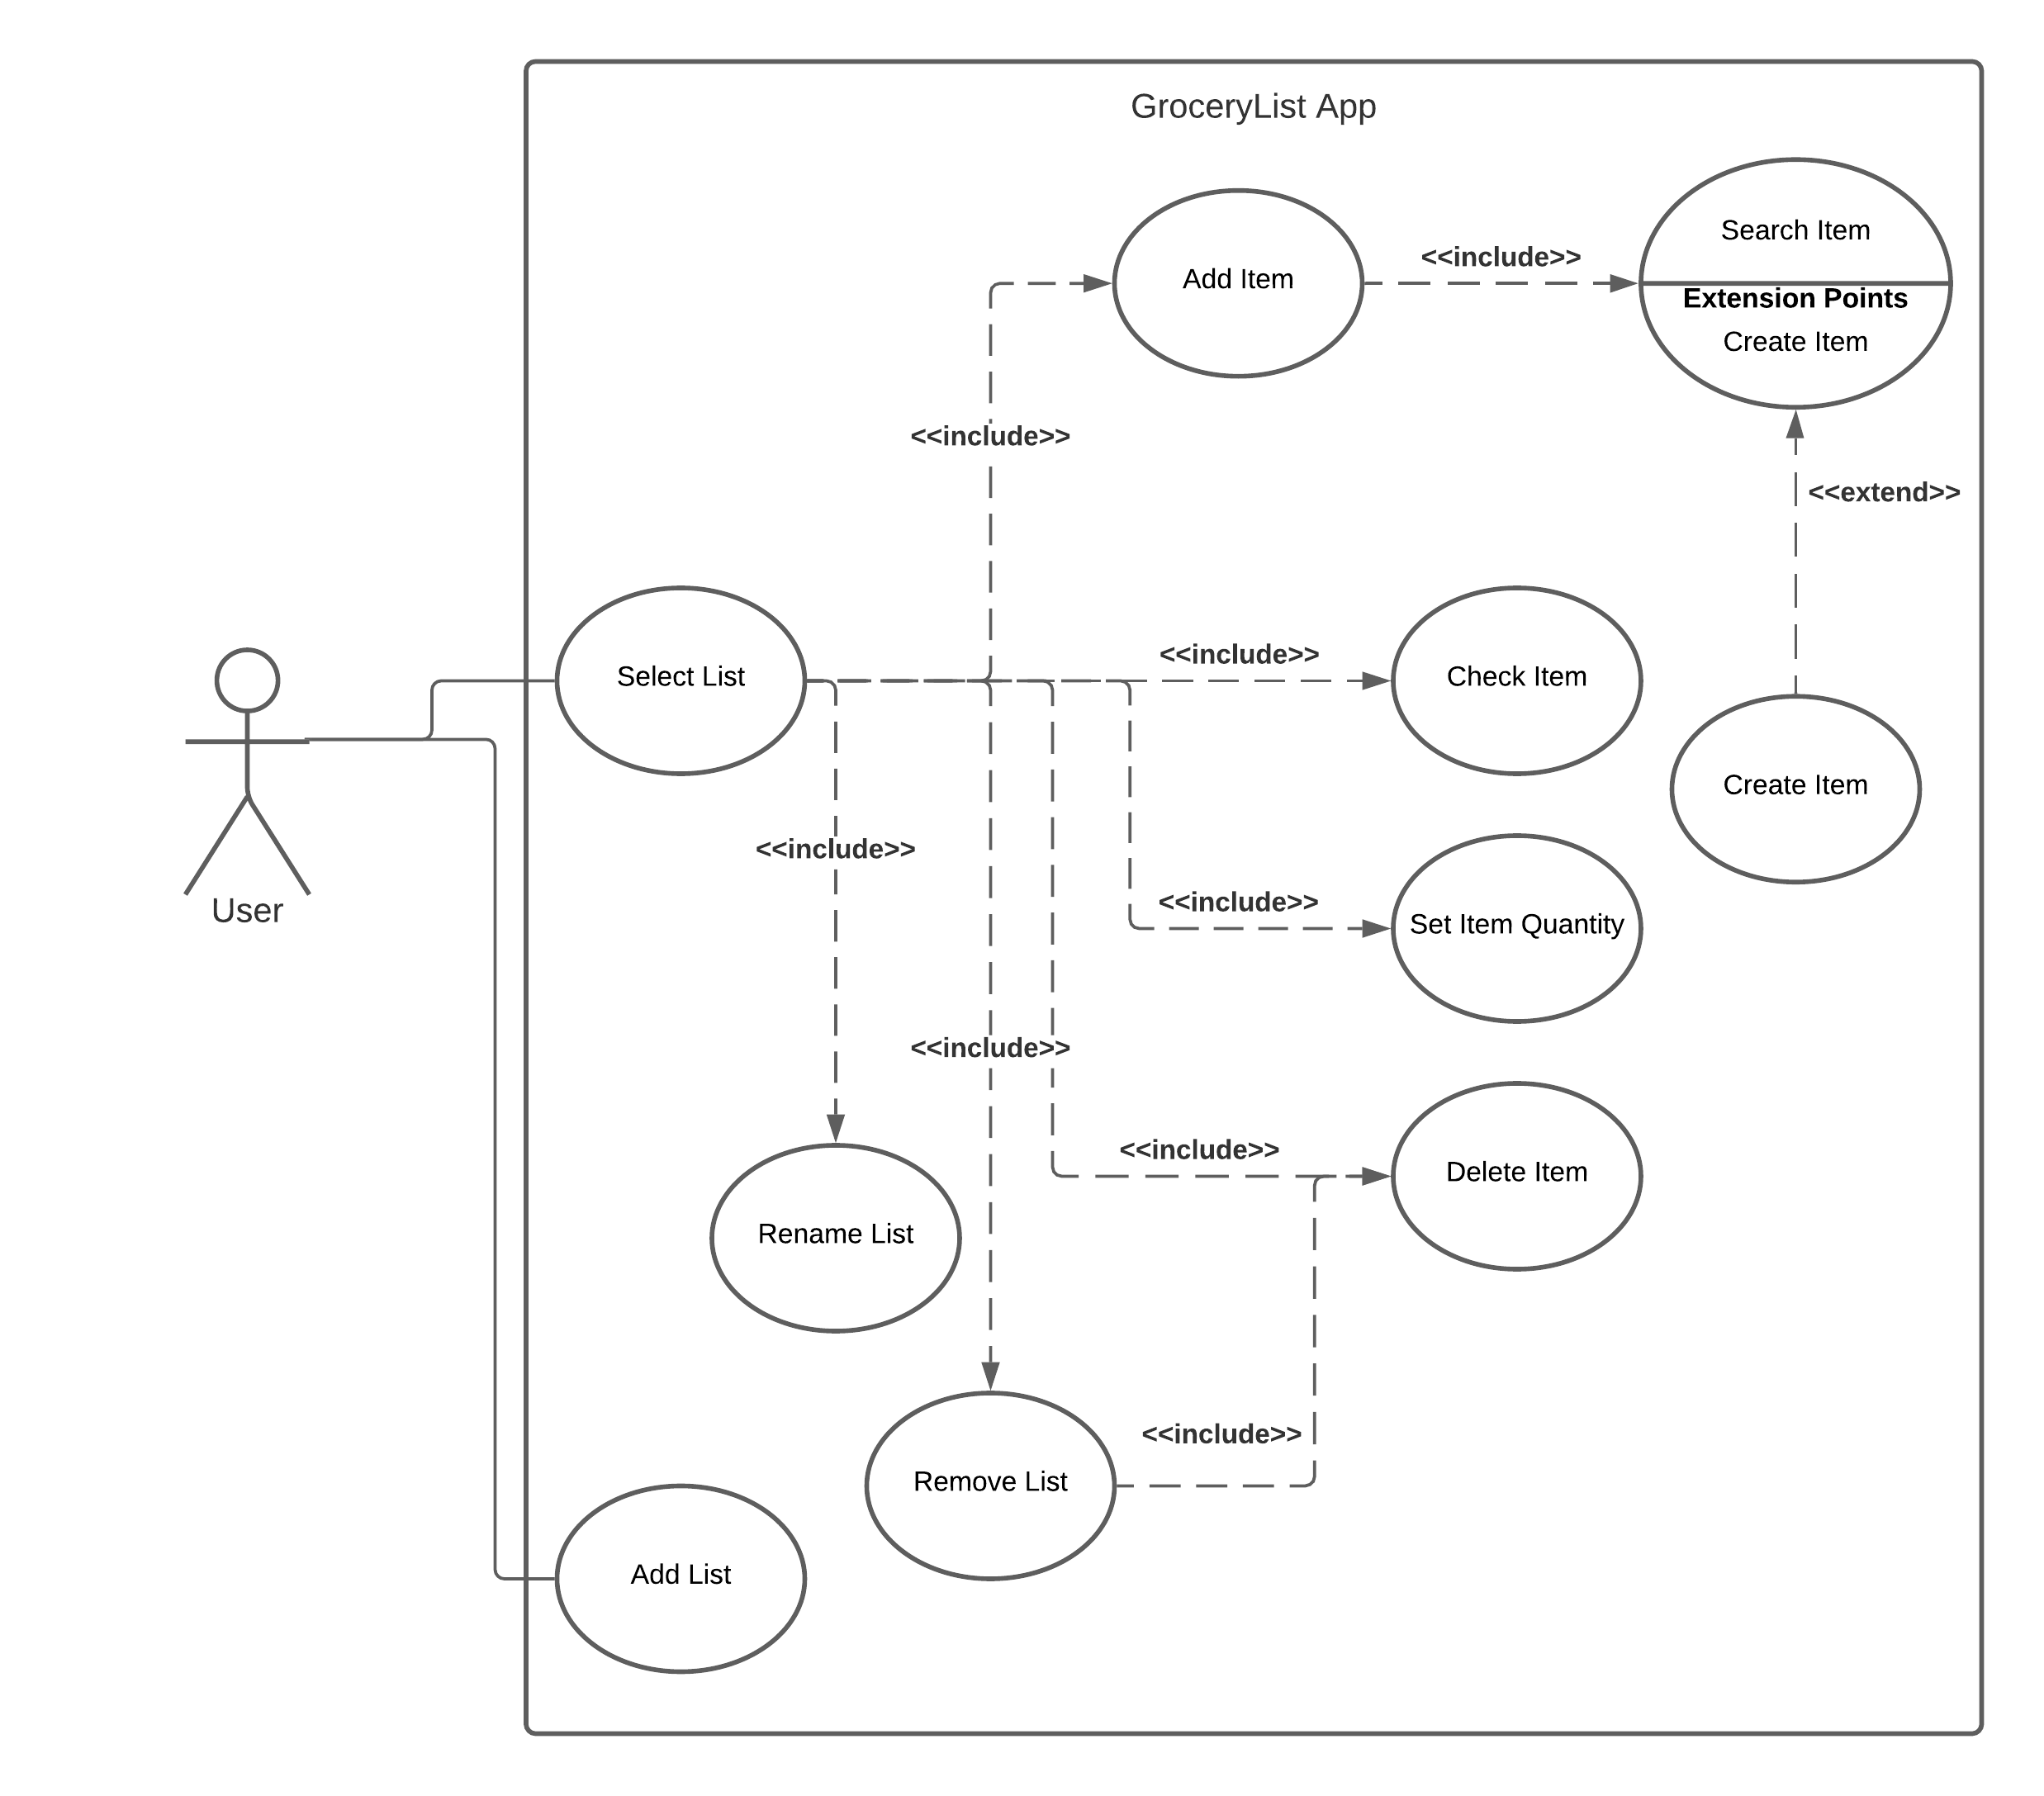 GroceryList App
Search Item
<<include>>
Add Item
Extension Points
Create Item
<<include>>
<<extend>>
<<include>>
Select List
Check Item
Create Item
<<include>>
<<include>>
User
Set Item Quantity
<<include>>
<<include>>
Delete Item
Rename List
<<include>>
Remove List
Add List